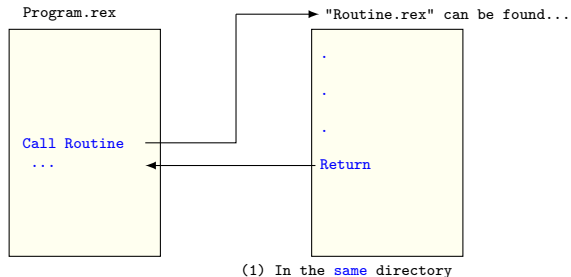 Program.rex
"Routine.rex" can be found...
.
.
.
Call Routine
...
Return
(1) In the same directory